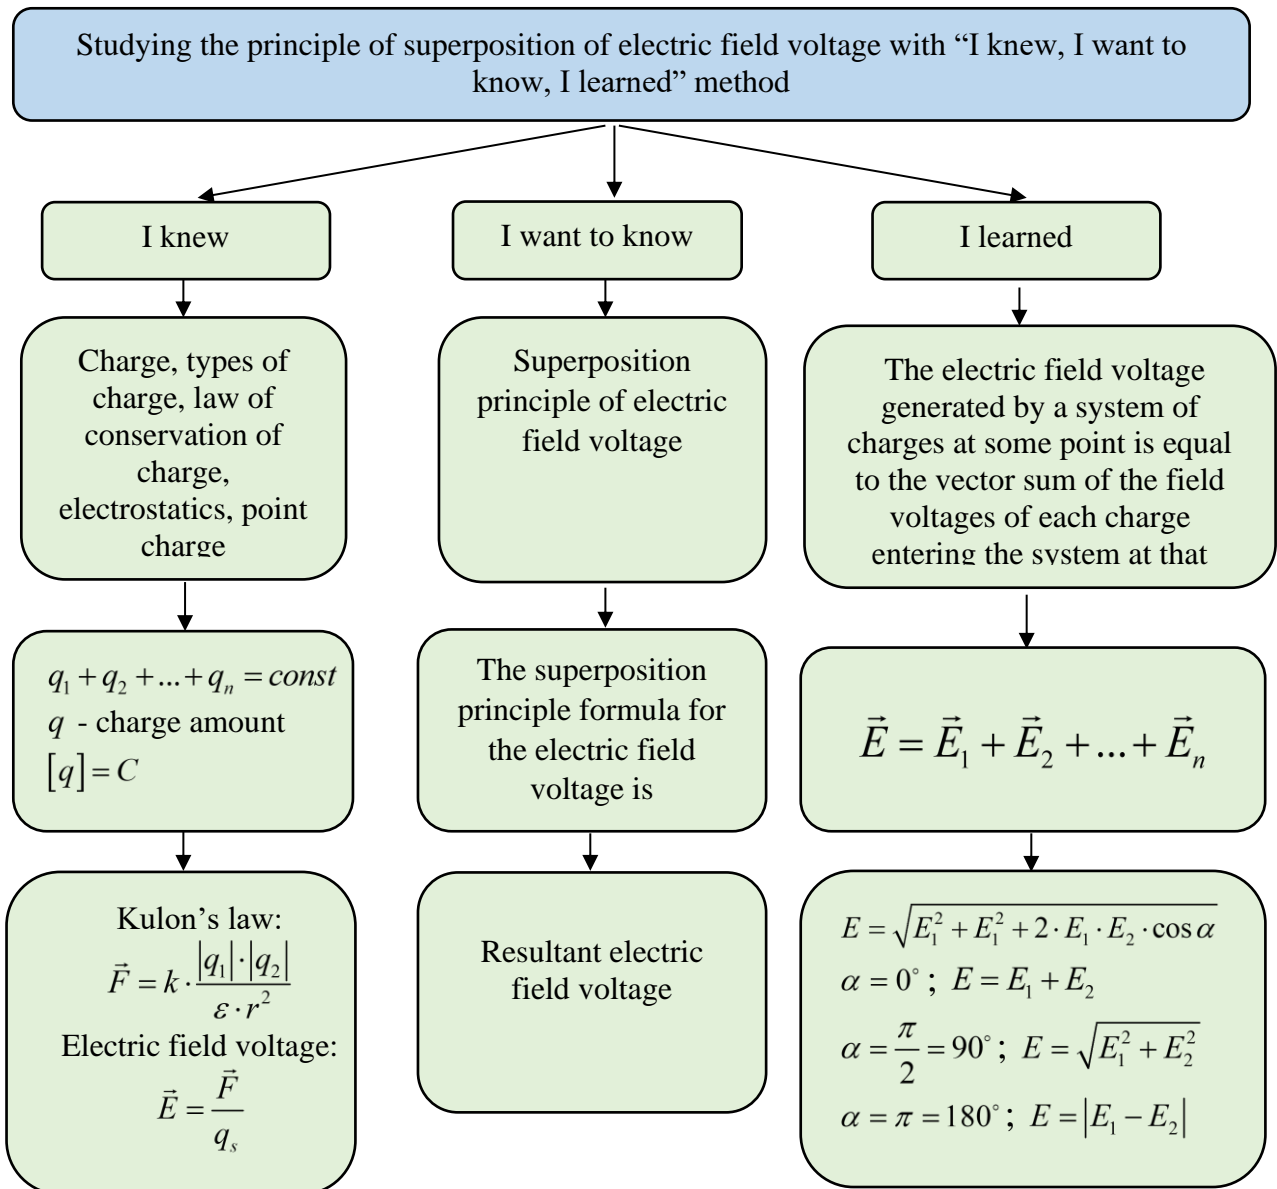 Studying the principle of superposition of electric field voltage with “I knew, I want to
know, I learned” method
I knew
I want to know
I learned
Charge, types of
charge, law of
conservation of
charge,
electrostatics, point
charge
Superposition
principle of electric
field voltage
The electric field voltage
generated by a system of
charges at some point is equal
to the vector sum of the field
voltages of each charge
entering the system at that
q₁ + q₂ + ... + qₙ = const
q - charge amount
[q] = C
The superposition
principle formula for
the electric field
voltage is
E⃗ = E⃗₁ + E⃗₂ + ... + E⃗ₙ
Kulon’s law:
F⃗ = k · |q₁| · |q₂| / ε · r²
Electric field voltage:
E⃗ = F⃗ / qₛ
Resultant electric
field voltage
E = √(E₁² + E₁² + 2 · E₁ · E₂ · cos α)
α = 0° ; E = E₁ + E₂
α = π / 2 = 90° ; E = √(E₁² + E₂²)
α = π = 180° ; E = |E₁ − E₂|